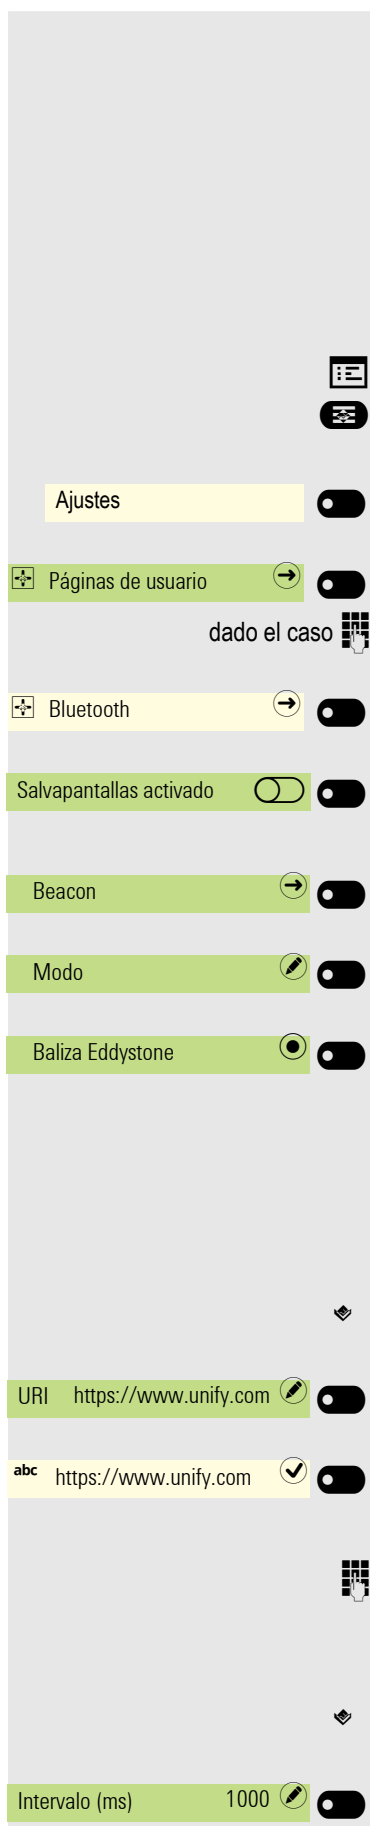 Ajustes
Páginas de usuario
dado el caso
Bluetooth
Salvapantallas activado
Beacon
Modo
Baliza Eddystone
URI https://www.unify.com
abc https://www.unify.com
Intervalo (ms) 1000